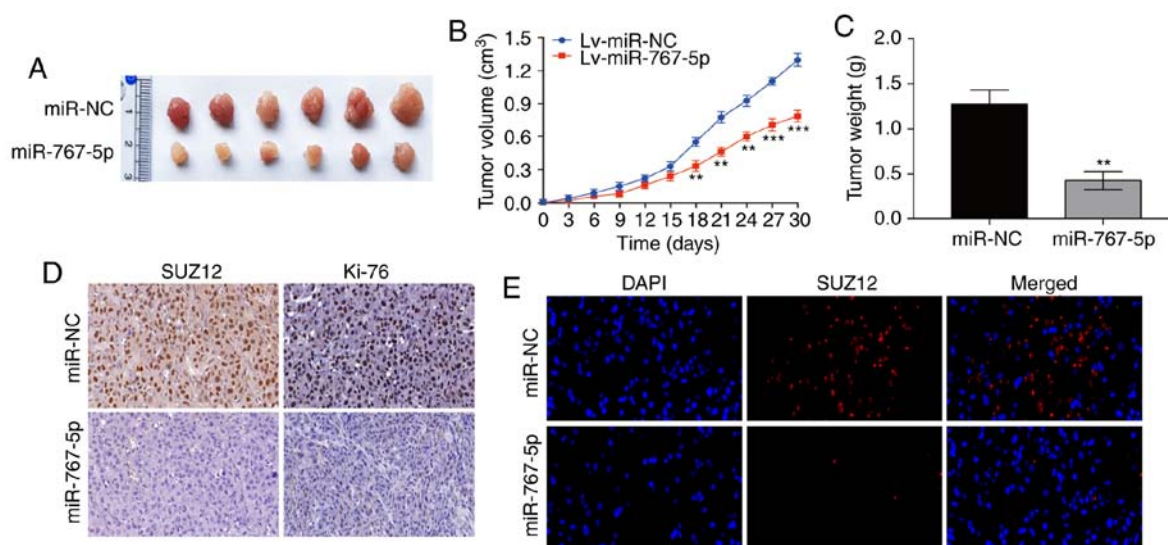 A
miR-NC
miR-767-5p
1
2
3
B
Lv-miR-NC
Lv-miR-767-5p
Tumor volume (cm³)
1.5
1.2
0.9
0.6
0.3
0.0
** ** ** *** ***
0 3 6 9 12 15 18 21 24 27 30
Time (days)
C
Tumor weight (g)
2.0
1.5
1.0
0.5
0.0
**
miR-NC miR-767-5p
D
SUZ12 Ki-76
miR-NC
miR-767-5p
E
DAPI SUZ12 Merged
miR-NC
miR-767-5p